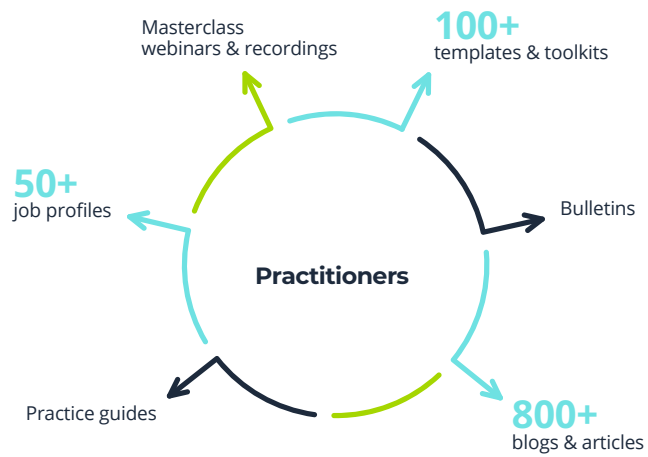 Masterclass
webinars & recordings
100+
templates & toolkits
50+
job profiles
Bulletins
Practitioners
Practice guides
800+
blogs & articles